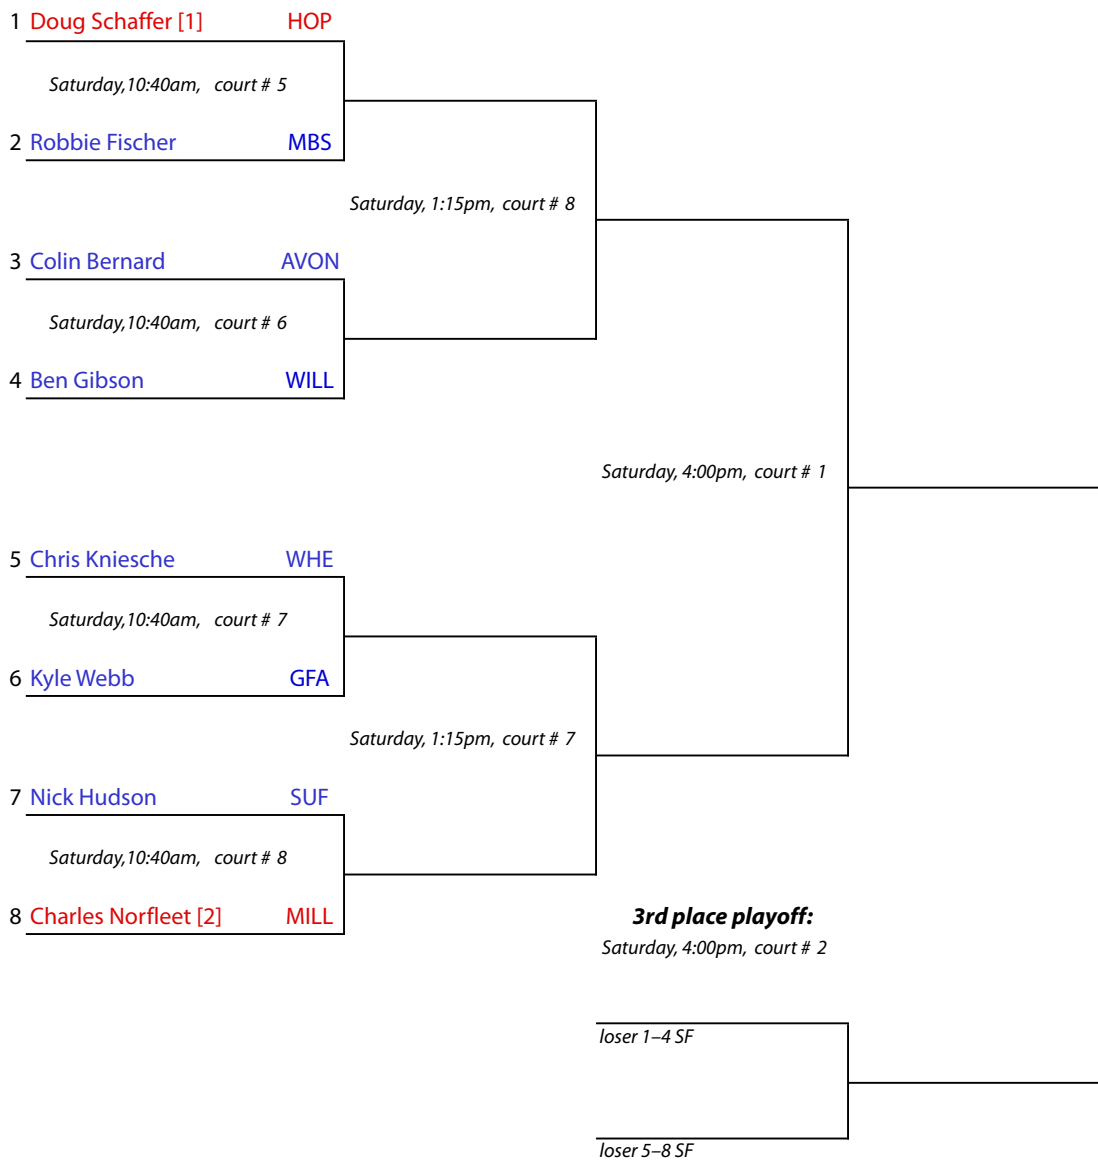 1 Doug Schaffer [1] HOP
Saturday,10:40am, court # 5
2 Robbie Fischer MBS
Saturday, 1:15pm, court # 8
3 Colin Bernard AVON
Saturday,10:40am, court # 6
4 Ben Gibson WILL
Saturday, 4:00pm, court # 1
5 Chris Kniesche WHE
Saturday,10:40am, court # 7
6 Kyle Webb GFA
Saturday, 1:15pm, court # 7
7 Nick Hudson SUF
Saturday,10:40am, court # 8
8 Charles Norfleet [2] MILL
3rd place playoff:
Saturday, 4:00pm, court # 2
loser 1–4 SF
loser 5–8 SF